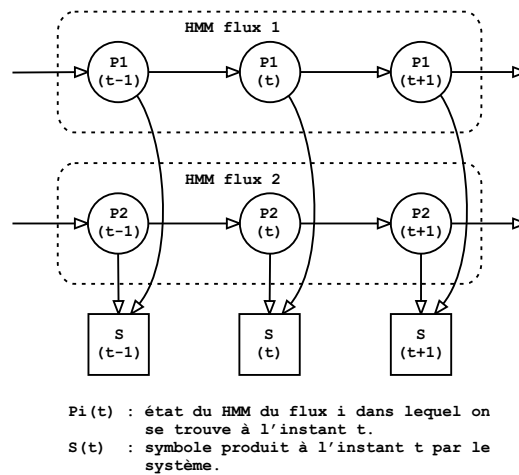 HMM flux 1
P1 P1 P1
(t-1) (t) (t+1)
HMM flux 2
P2 P2 P2
(t-1) (t) (t+1)
S S S
(t-1) (t) (t+1)
Pi(t) : état du HMM du flux i dans lequel on
se trouve à l'instant t.
S(t) : symbole produit à l'instant t par le
système.